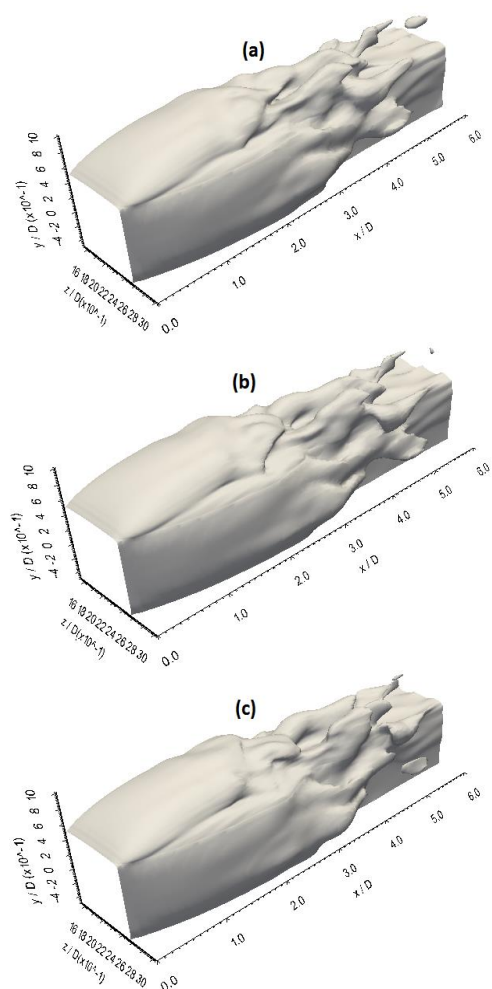 (a)
y / D (x10^-1)
-4 -2 0 2 4 6 8 10
z / D(x10^-1)
16 18 20 22 24 26 28 30
x / D
0.0 1.0 2.0 3.0 4.0 5.0 6.0
(b)
y / D (x10^-1)
-4 -2 0 2 4 6 8 10
z / D(x10^-1)
16 18 20 22 24 26 28 30
x / D
0.0 1.0 2.0 3.0 4.0 5.0 6.0
(c)
y / D (x10^-1)
-4 -2 0 2 4 6 8 10
z / D(x10^-1)
16 18 20 22 24 26 28 30
x / D
0.0 1.0 2.0 3.0 4.0 5.0 6.0